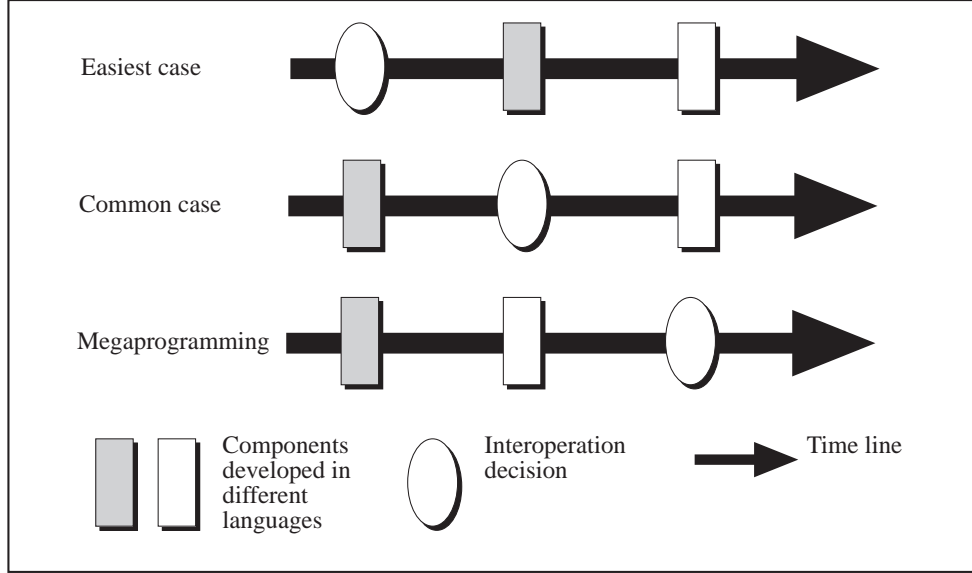 Easiest case
Common case
Megaprogramming
Components
developed in
different
languages
Interoperation
decision
Time line